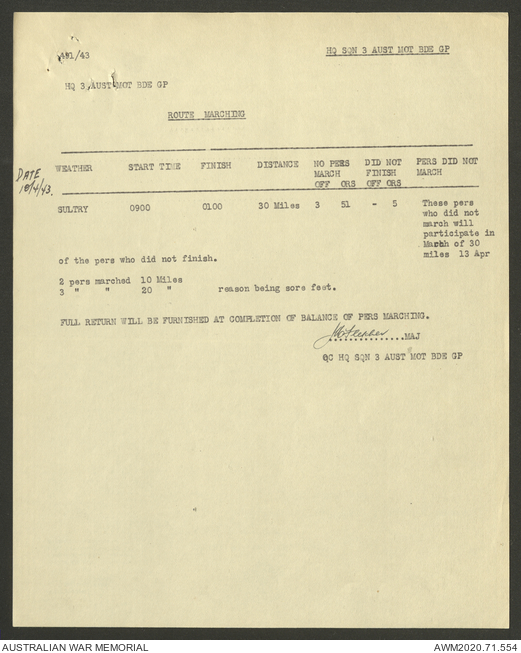 HQ SQN 3 AUST MOT BDE GP
491/43
HQ 3 AUST MOT BDE GP
ROUTE MARCHING
DATE WEATHER START TIME FINISH DISTANCE NO PERS MARCH OFF ORS DID NOT FINISH OFF ORS PERS DID NOT MARCH
10/4/43. SULTRY 0900 0100 30 Miles 3 51 - 5 These pers
who did not
march will
participate in
March of 30
miles 13 Apr
of the pers who did not finish.
2 pers marched 10 Miles
3 " " 20 " reason being sore feet.
FULL RETURN WILL BE FURNISHED AT COMPLETION OF BALANCE OF PERS MARCHING.
MAJ
OC HQ SQN 3 AUST MOT BDE GP
AUSTRALIAN WAR MEMORIAL AWM2020.71.554